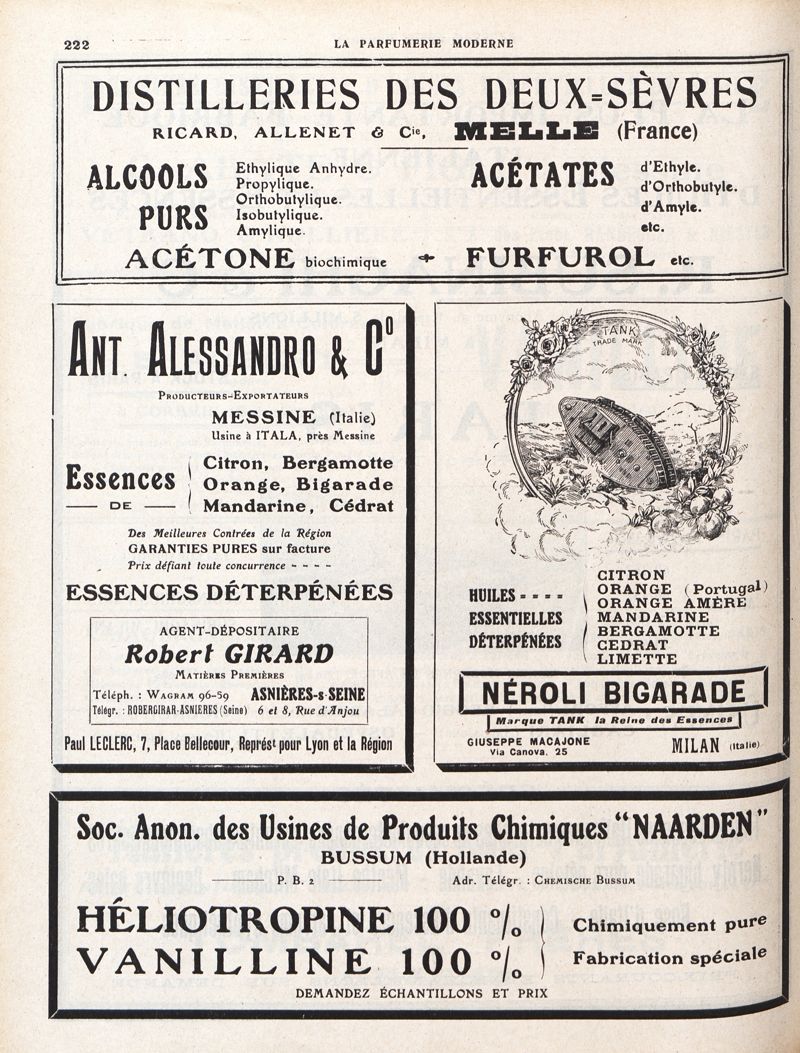 222
LA PARFUMERIE MODERNE
DISTILLERIES DES DEUX=SÈVRES
RICARD, ALLENET & Cie, MELLE (France)
ALCOOLS PURS
Ethylique Anhydre.
Propylique.
Orthobutylique.
Isobutylique.
Amylique.
ACÉTATES
d'Ethyle.
d'Orthobutyle.
d'Amyle.
etc.
ACÉTONE biochimique FURFUROL etc.
ANT. ALESSANDRO & Cº
PRODUCTEURS-EXPORTATEURS
MESSINE (Italie)
Usine à ITALA, près Messine
Essences
DE
Citron, Bergamotte
Orange, Bigarade
Mandarine, Cédrat
Des Meilleures Contrées de la Région
GARANTIES PURES sur facture
Prix défiant toute concurrence - - - -
ESSENCES DÉTERPÉNÉES
AGENT-DÉPOSITAIRE
Robert GIRARD
MATIÈRES PREMIÈRES
Téléph. : WAGRAM 96-59 ASNIÈRES-s-SEINE
Télégr. : ROBERGIRAR-ASNIERES (Seine) 6 et 8, Rue d'Anjou
Paul LECLERC, 7, Place Bellecour, Représt pour Lyon et la Région
TANK
TRADE MARK
HUILES - - - -
ESSENTIELLES
DÉTERPÉNÉES
CITRON
ORANGE (Portugal)
ORANGE AMÈRE
MANDARINE
BERGAMOTTE
CEDRAT
LIMETTE
NÉROLI BIGARADE
Marque TANK la Reine des Essences
GIUSEPPE MACAJONE
Via Canova, 25
MILAN (Italie)
Soc. Anon. des Usines de Produits Chimiques "NAARDEN"
BUSSUM (Hollande)
P. B. 2 Adr. Télégr. : CHEMISCHE BUSSUM
HÉLIOTROPINE 100 %
VANILLINE 100 %
Chimiquement pure
Fabrication spéciale
DEMANDEZ ÉCHANTILLONS ET PRIX